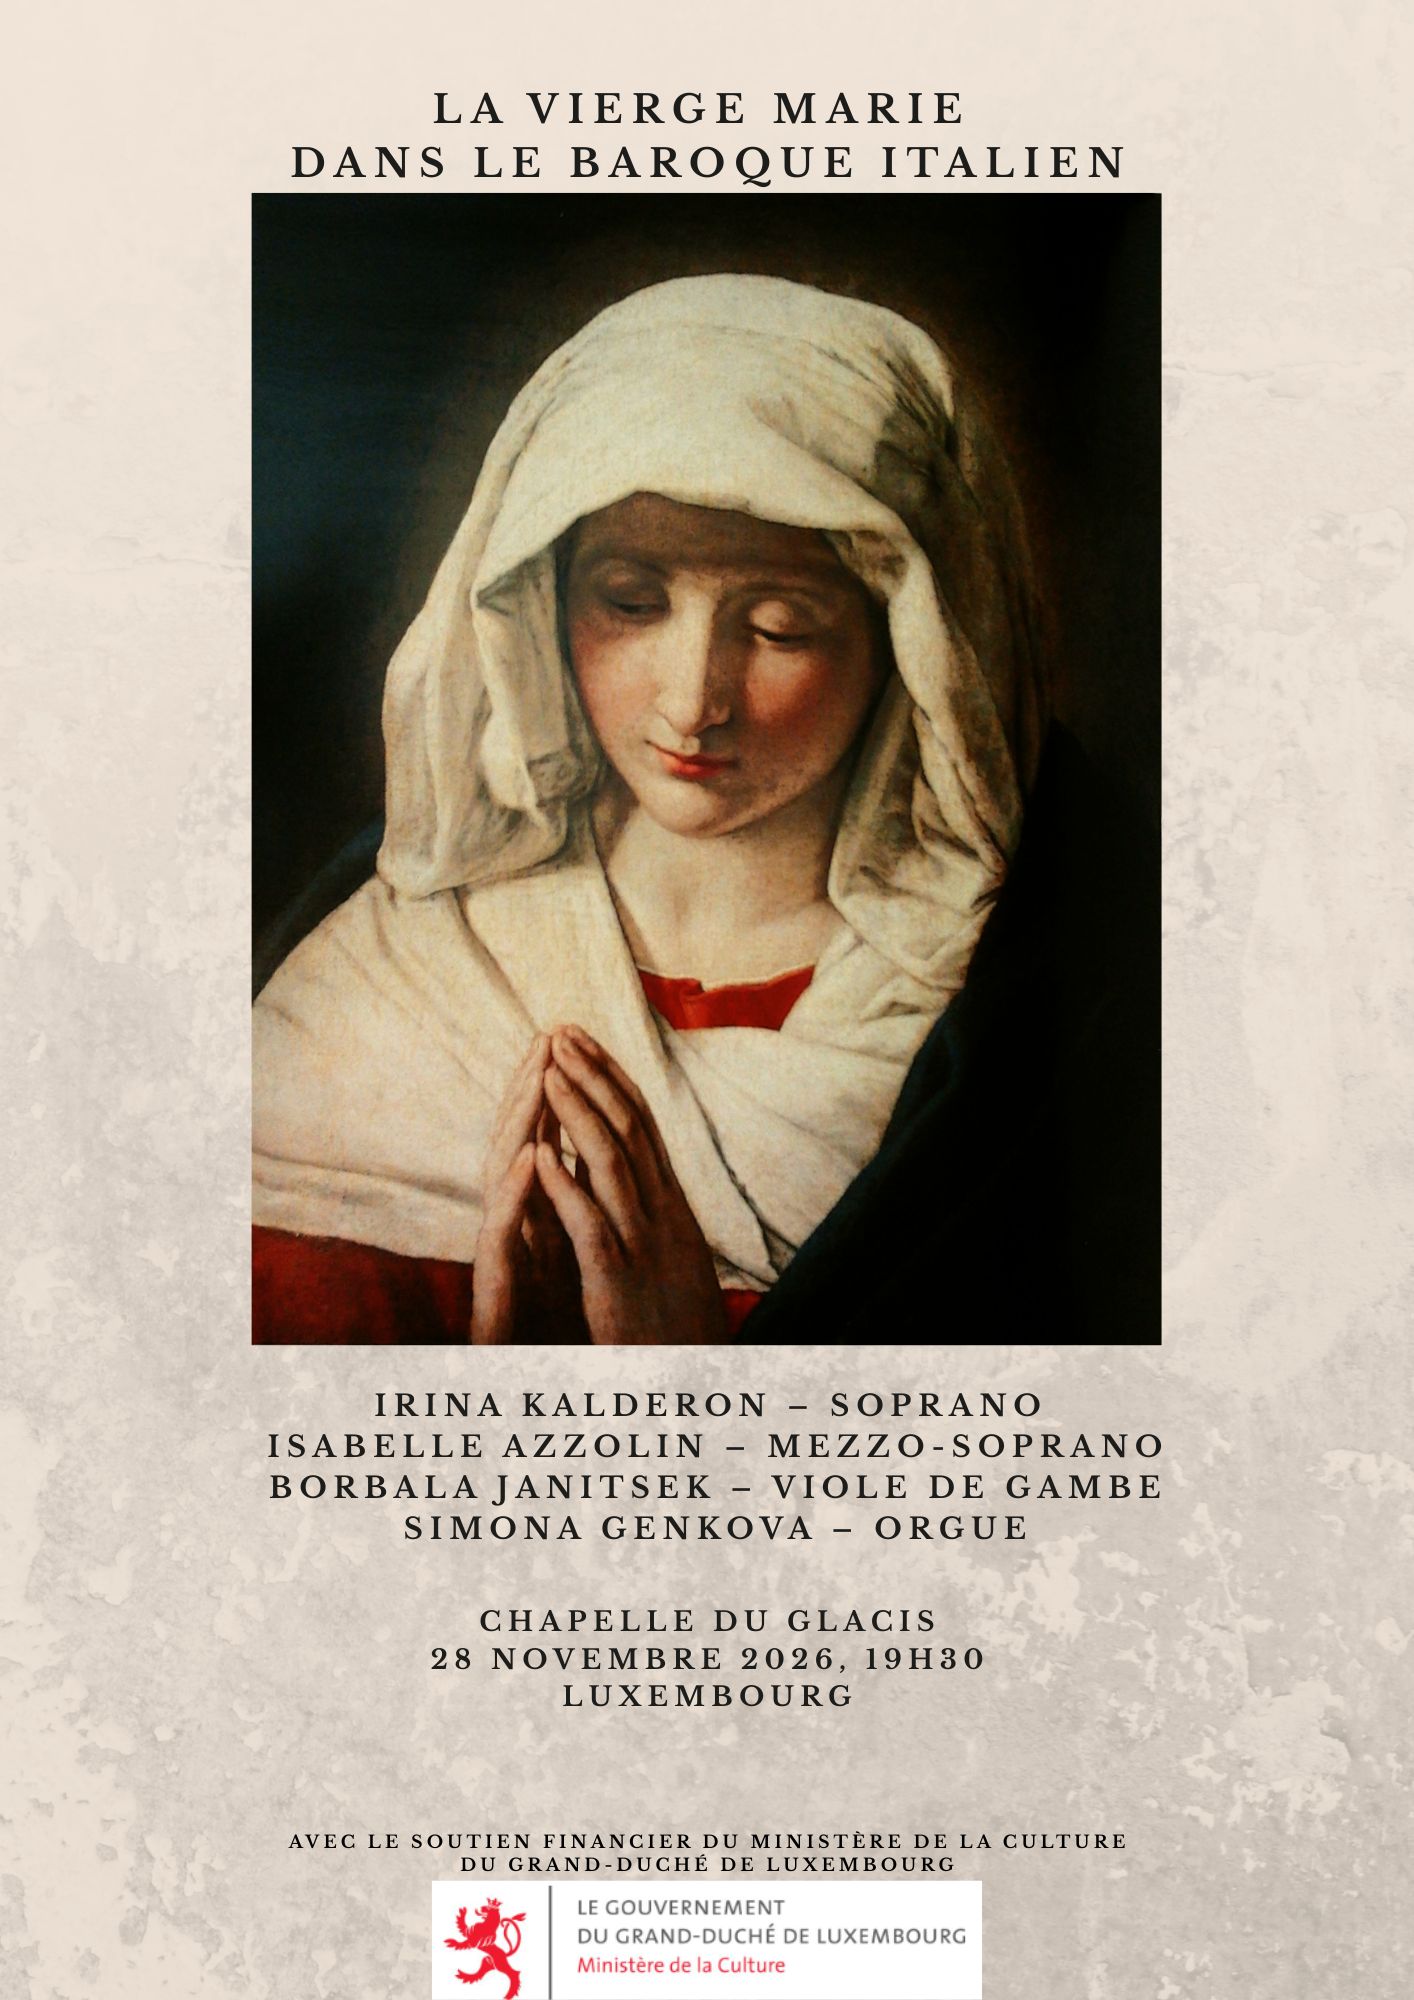 LA VIERGE MARIE
DANS LE BAROQUE ITALIEN
IRINA KALDERON – SOPRANO
ISABELLE AZZOLIN – MEZZO-SOPRANO
BORBALA JANITSEK – VIOLE DE GAMBE
SIMONA GENKOVA – ORGUE
CHAPELLE DU GLACIS
28 NOVEMBRE 2026, 19H30
LUXEMBOURG
AVEC LE SOUTIEN FINANCIER DU MINISTÈRE DE LA CULTURE
DU GRAND-DUCHÉ DE LUXEMBOURG
LE GOUVERNEMENT
DU GRAND-DUCHÉ DE LUXEMBOURG
Ministère de la Culture